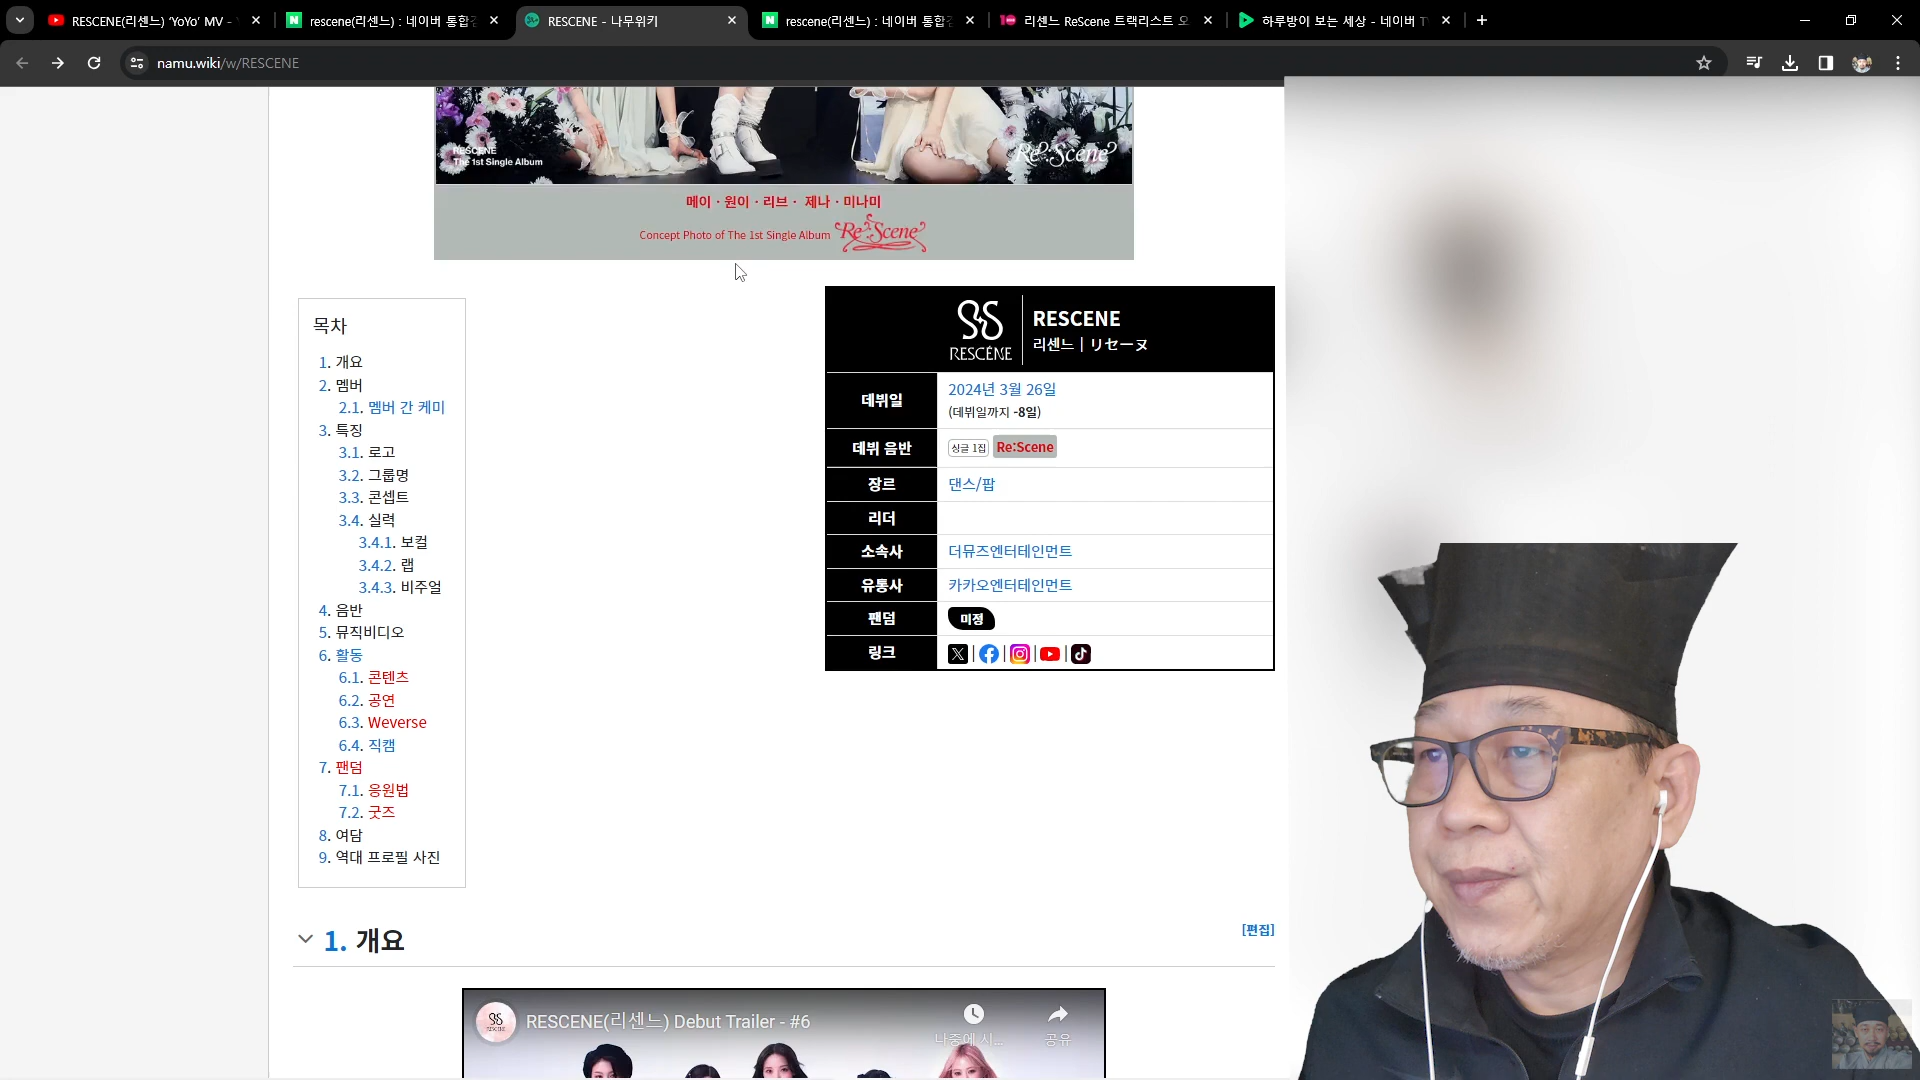 RESCENE(리센느) 'YoYo' MV -
rescene(리센느) : 네이버 통합검
RESCENE - 나무위키
rescene(리센느) : 네이버 통합검
리센느 ReScene 트랙리스트 오
하루방이 보는 세상 - 네이버 T
namu.wiki/w/RESCENE
RESCENE
The 1st Single Album
Re:Scene
메이 · 원이 · 리브 · 제나 · 미나미
Concept Photo of The 1st Single Album Re:Scene
목차
1. 개요
2. 멤버
2.1. 멤버 간 케미
3. 특징
3.1. 로고
3.2. 그룹명
3.3. 콘셉트
3.4. 실력
3.4.1. 보컬
3.4.2. 랩
3.4.3. 비주얼
4. 음반
5. 뮤직비디오
6. 활동
6.1. 콘텐츠
6.2. 공연
6.3. Weverse
6.4. 직캠
7. 팬덤
7.1. 응원법
7.2. 굿즈
8. 여담
9. 역대 프로필 사진
RESCENE
RESCENE
리센느 | リセーヌ
데뷔일
2024년 3월 26일
(데뷔일까지 -8일)
데뷔 음반
싱글 1집 Re:Scene
장르
댄스/팝
리더
소속사
더뮤즈엔터테인먼트
유통사
카카오엔터테인먼트
팬덤
미정
링크
1. 개요
[편집]
RESCENE(리센느) Debut Trailer - #6
나중에 시...
공유